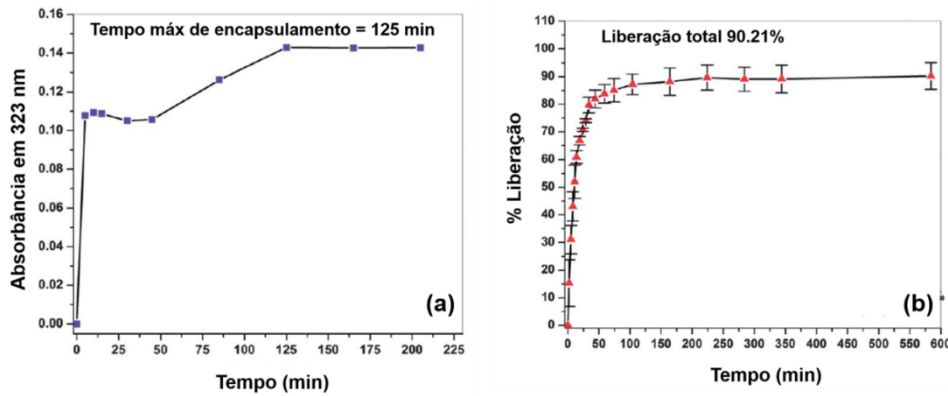 Tempo máx de encapsulamento = 125 min
Absorbância em 323 nm
0.16
0.14
0.12
0.10
0.08
0.06
0.04
0.02
0.00
(a)
0 25 50 75 100 125 150 175 200 225
Tempo (min)
Liberação total 90.21%
% Liberação
110
100
90
80
70
60
50
40
30
20
10
0
(b)
0 50 100 150 200 250 300 350 400 450 500 550 600
Tempo (min)